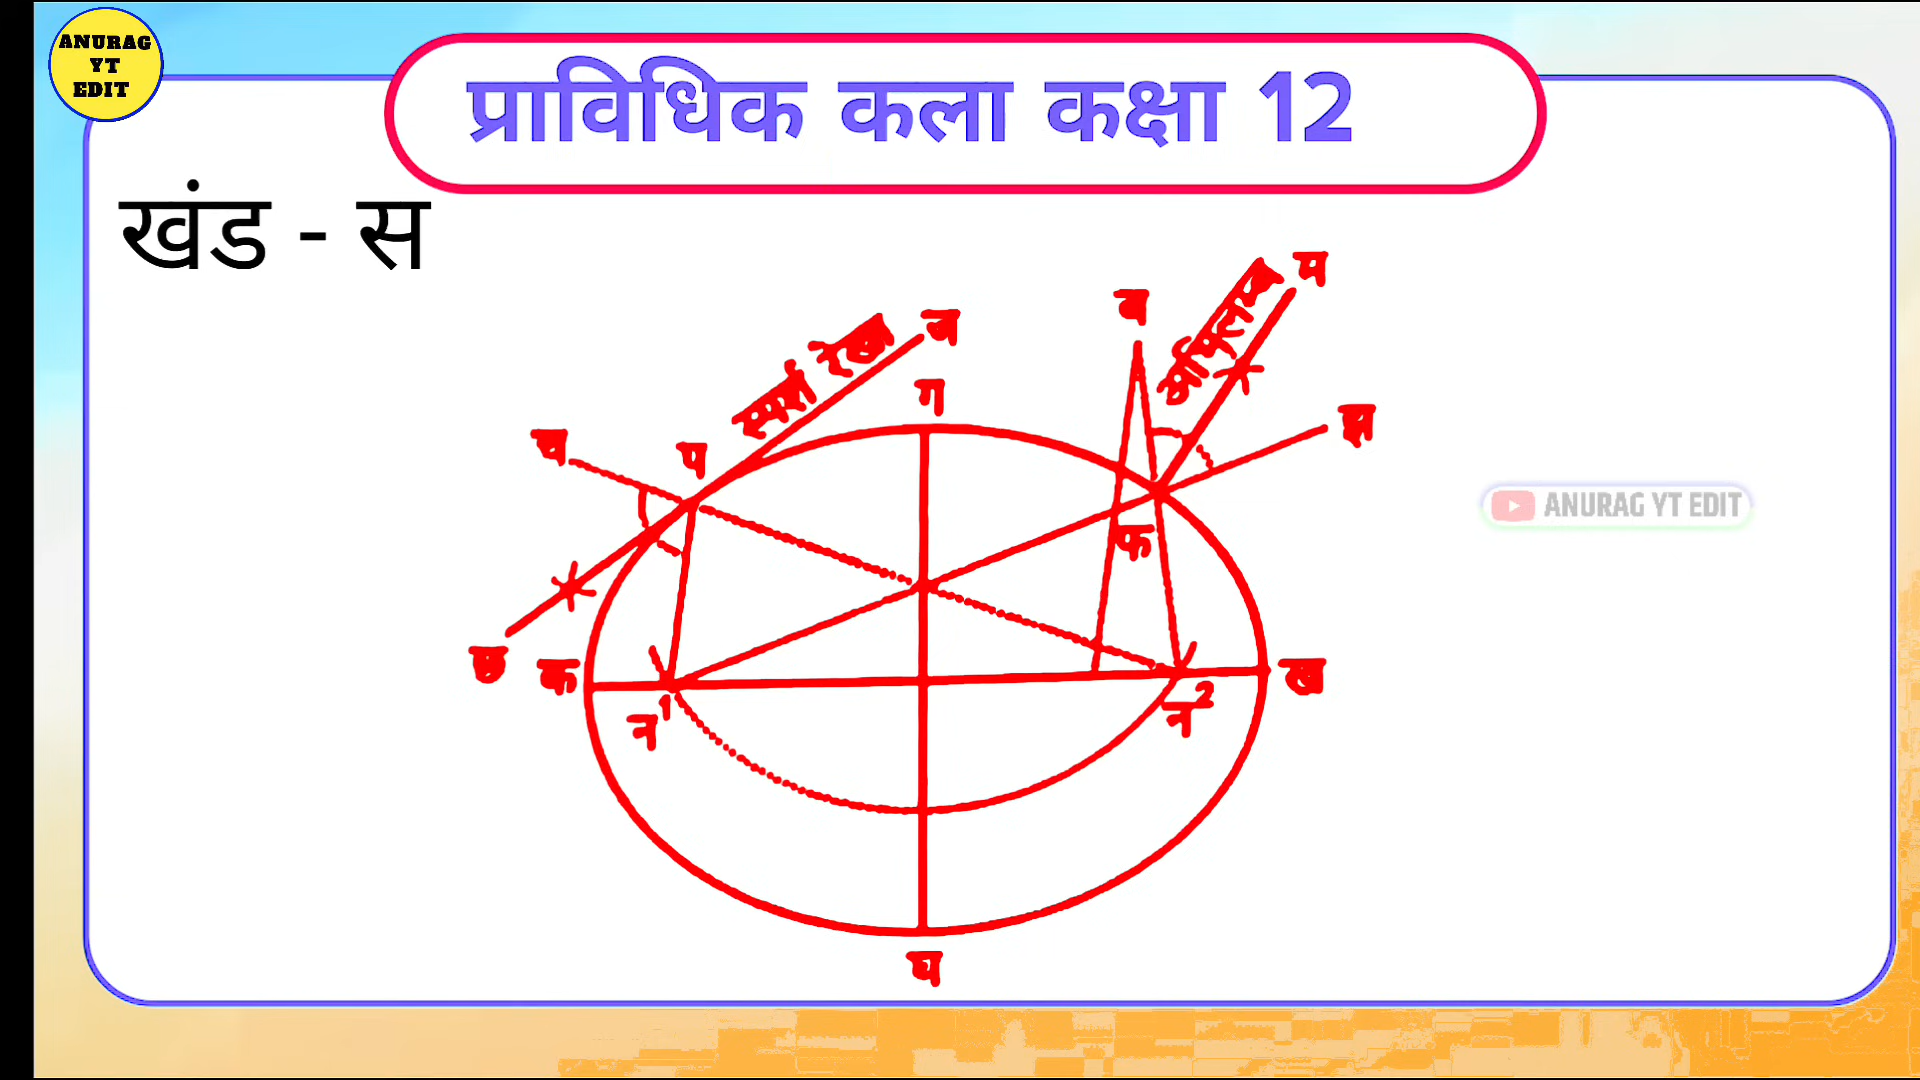 ANURAG
YT
EDIT
प्राविधिक कला कक्षा 12
खंड - स
म
ब
अभिलम्ब
ज
स्पर्श रेखा
ग
झ
च
प
ANURAG YT EDIT
फ
छ
क
ख
न1
न2
घ